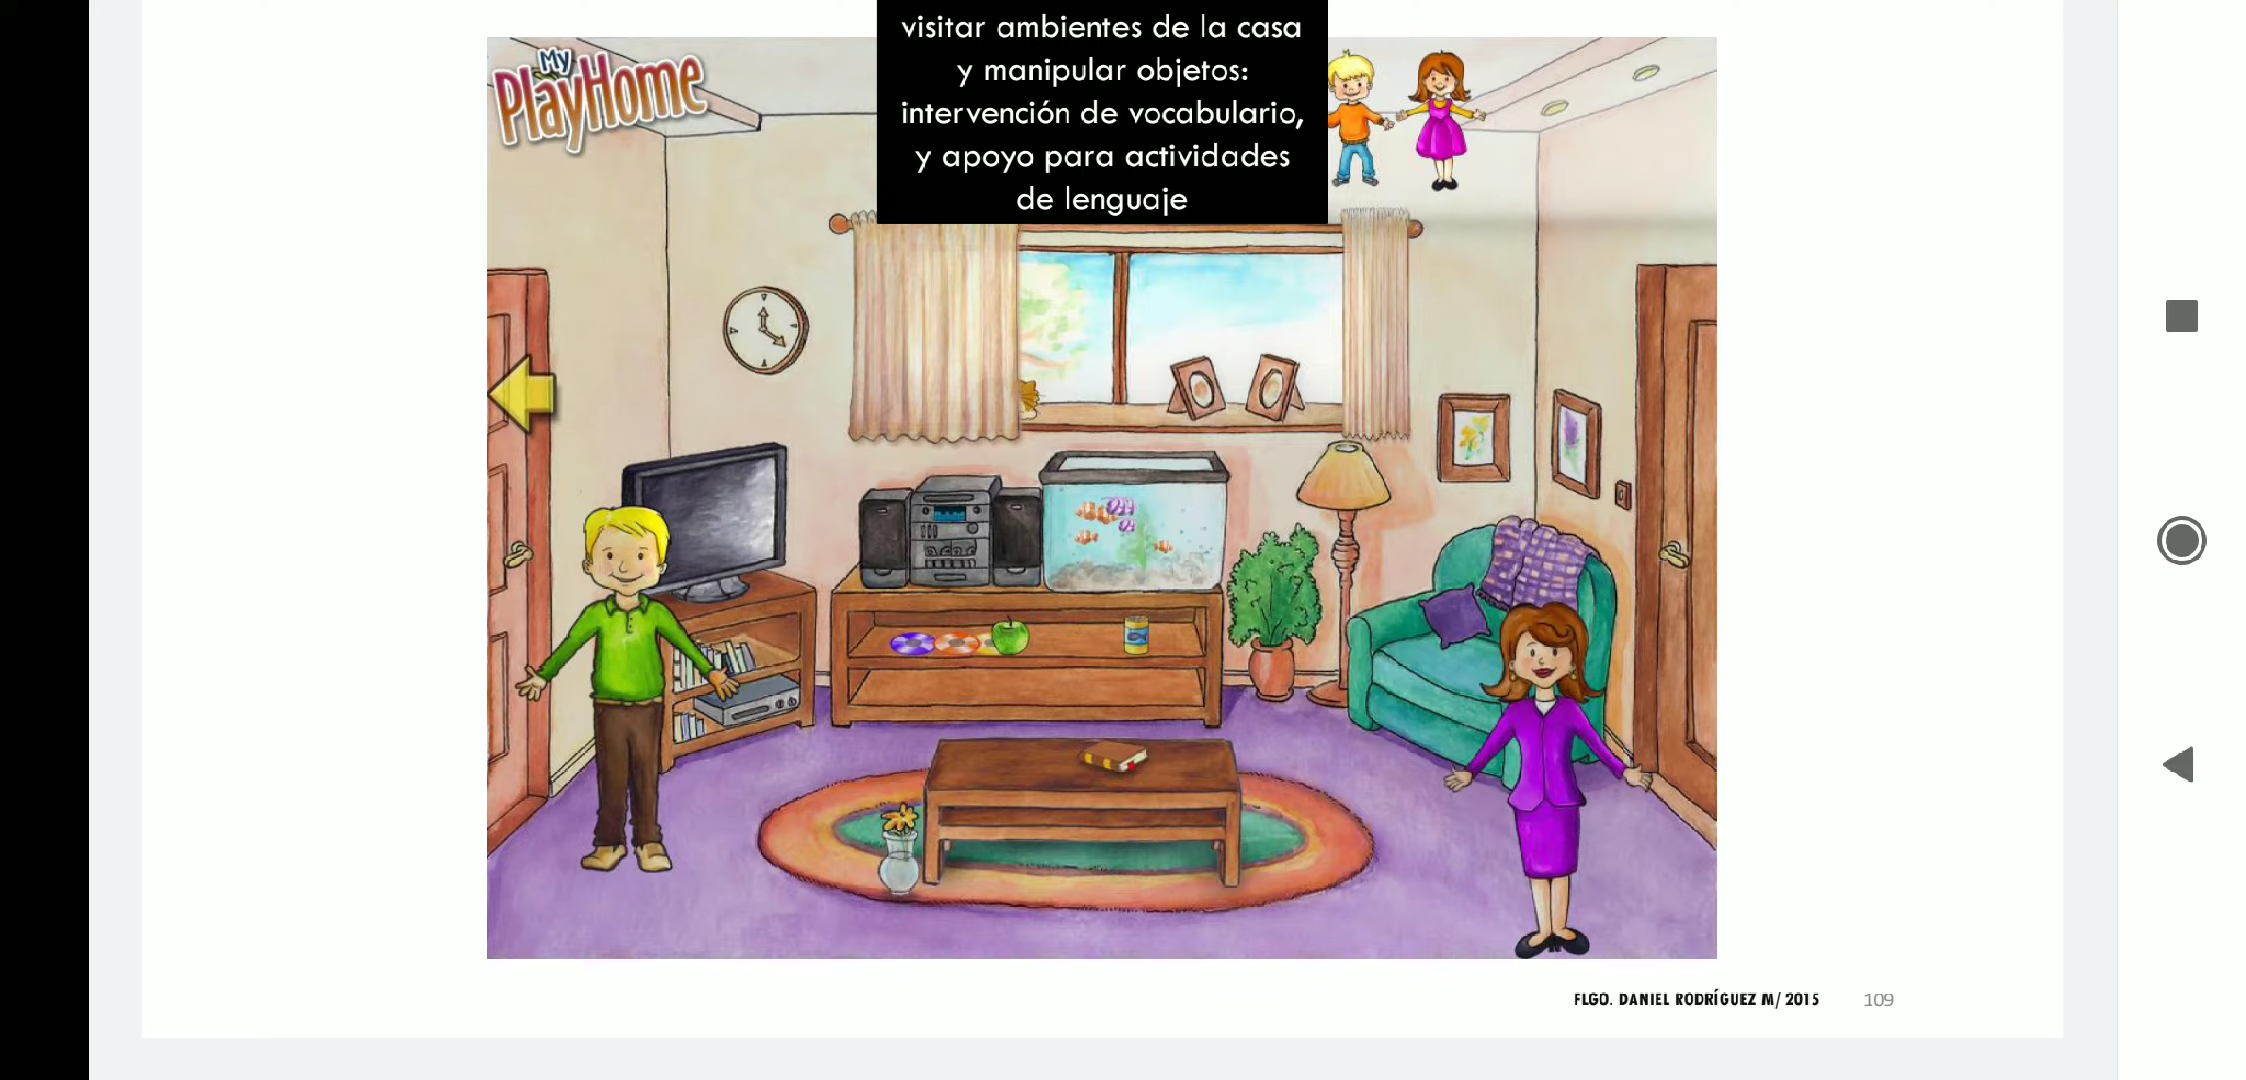 visitar ambientes de la casa
y manipular objetos:
intervención de vocabulario,
y apoyo para actividades
de lenguaje
My
PlayHome
FLGO. DANIEL RODRÍGUEZ M/ 2015
109